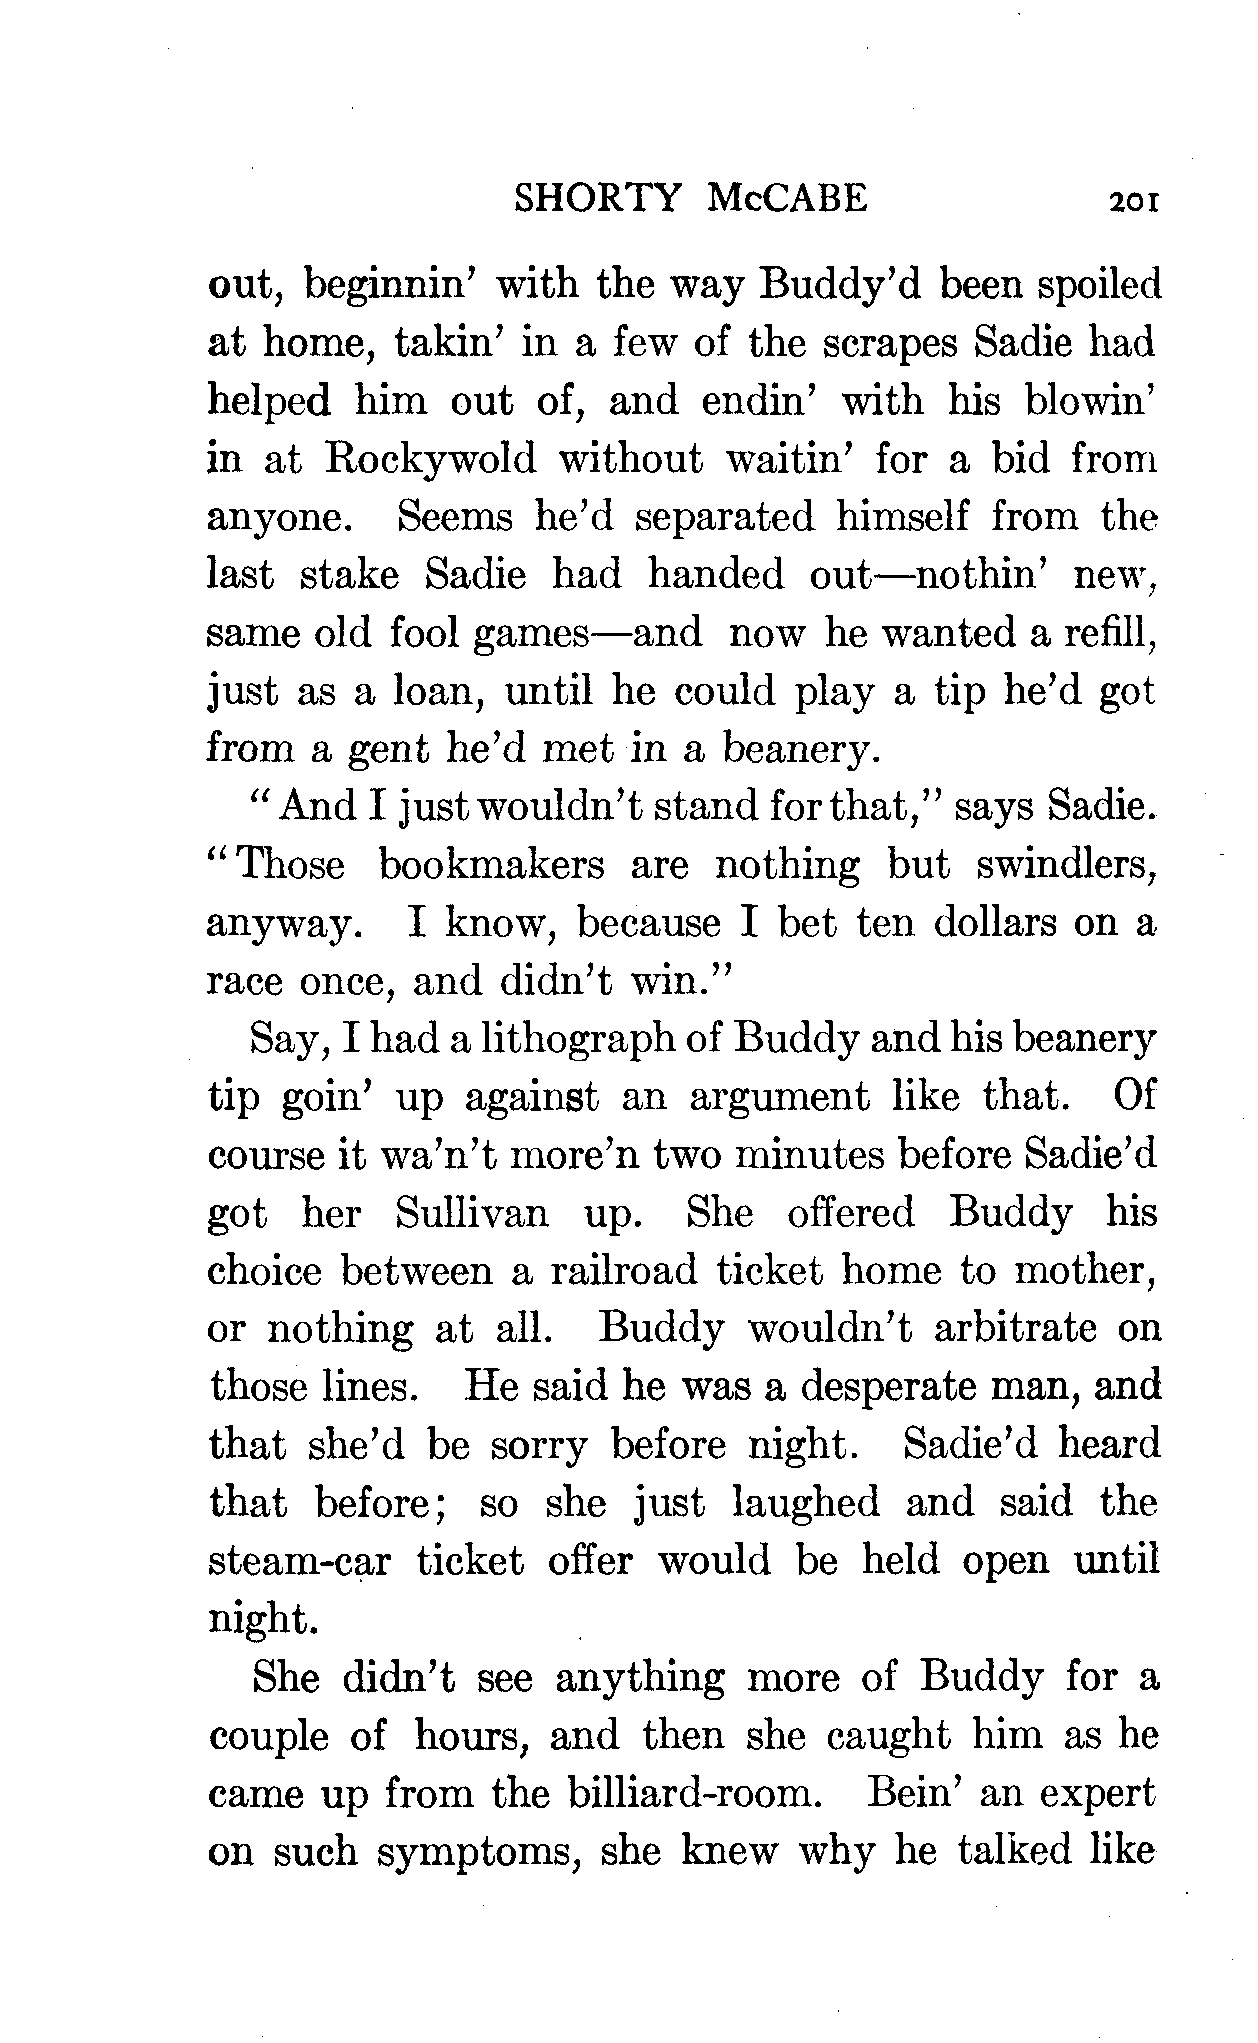 SHORTY McCABE 201
out, beginnin' with the way Buddy'd been spoiled
at home, takin' in a few of the scrapes Sadie had
helped him out of, and endin' with his blowin'
in at Rockywold without waitin' for a bid from
anyone. Seems he'd separated himself from the
last stake Sadie had handed out—nothin' new,
same old fool games—and now he wanted a refill,
just as a loan, until he could play a tip he'd got
from a gent he'd met in a beanery.
"And I just wouldn't stand for that," says Sadie.
"Those bookmakers are nothing but swindlers,
anyway. I know, because I bet ten dollars on a
race once, and didn't win."
Say, I had a lithograph of Buddy and his beanery
tip goin' up against an argument like that. Of
course it wa'n't more'n two minutes before Sadie'd
got her Sullivan up. She offered Buddy his
choice between a railroad ticket home to mother,
or nothing at all. Buddy wouldn't arbitrate on
those lines. He said he was a desperate man, and
that she'd be sorry before night. Sadie'd heard
that before; so she just laughed and said the
steam-car ticket offer would be held open until
night.
She didn't see anything more of Buddy for a
couple of hours, and then she caught him as he
came up from the billiard-room. Bein' an expert
on such symptoms, she knew why he talked like